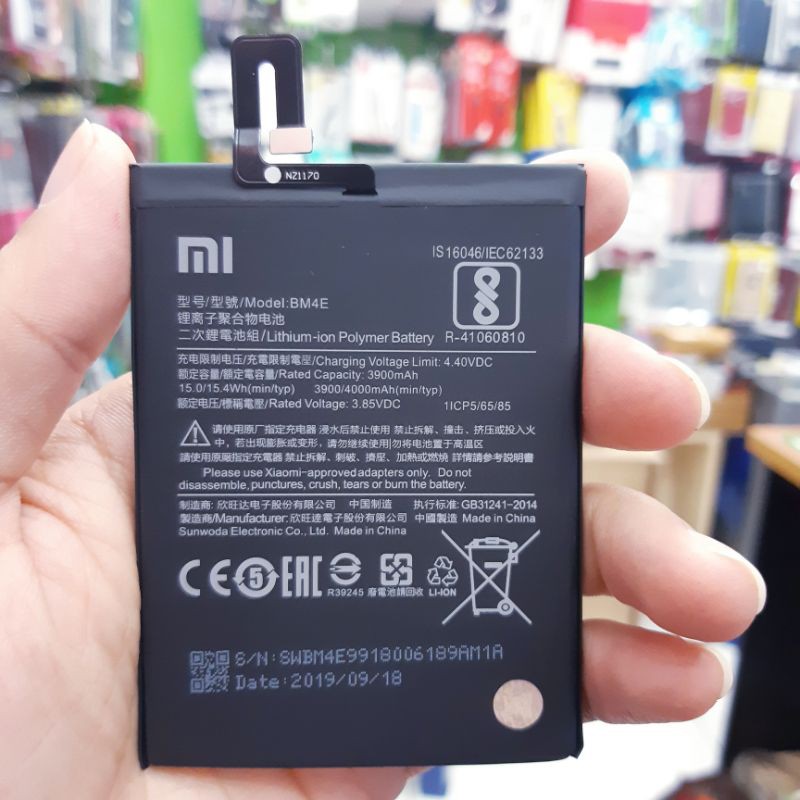 NZ1170
mi
IS16046/IEC62133
型号/型號/Model:BM4E
锂离子聚合物电池
二次鋰電池組/Lithium-ion Polymer Battery
R-41060810
充电限制电压/充電限制電壓/Charging Voltage Limit: 4.40VDC
额定容量/額定容量/Rated Capacity: 3900mAh
15.0/15.4Wh(min/typ) 3900/4000mAh(min/typ)
额定电压/標稱電壓/Rated Voltage: 3.85VDC 1ICP5/65/85
请使用原厂指定充电器 浸水后禁止使用 禁止拆解、撞击、挤压或投入火
中，若出现膨胀或变形，请勿继续使用 勿将电池置于高温区
請使用原廠指定充電器 禁止拆解、刺破、擠壓、加熱或燃燒 詳情請參考說明書
Please use Xiaomi-approved adapters only. Do not
disassemble, punctures, crush, tears or burn the battery.
制造商：欣旺达电子股份有限公司 中国制造 执行标准: GB31241-2014
製造商/Manufacturer: 欣旺達電子股份有限公司 中國製造 Made in China
Sunwoda Electronic Co., Ltd. Made in China
CE 5 EAC
R39245 廢電池請回收 LI-ION
S/N: SWBM4E9918006189AM1A
Date: 2019/09/18